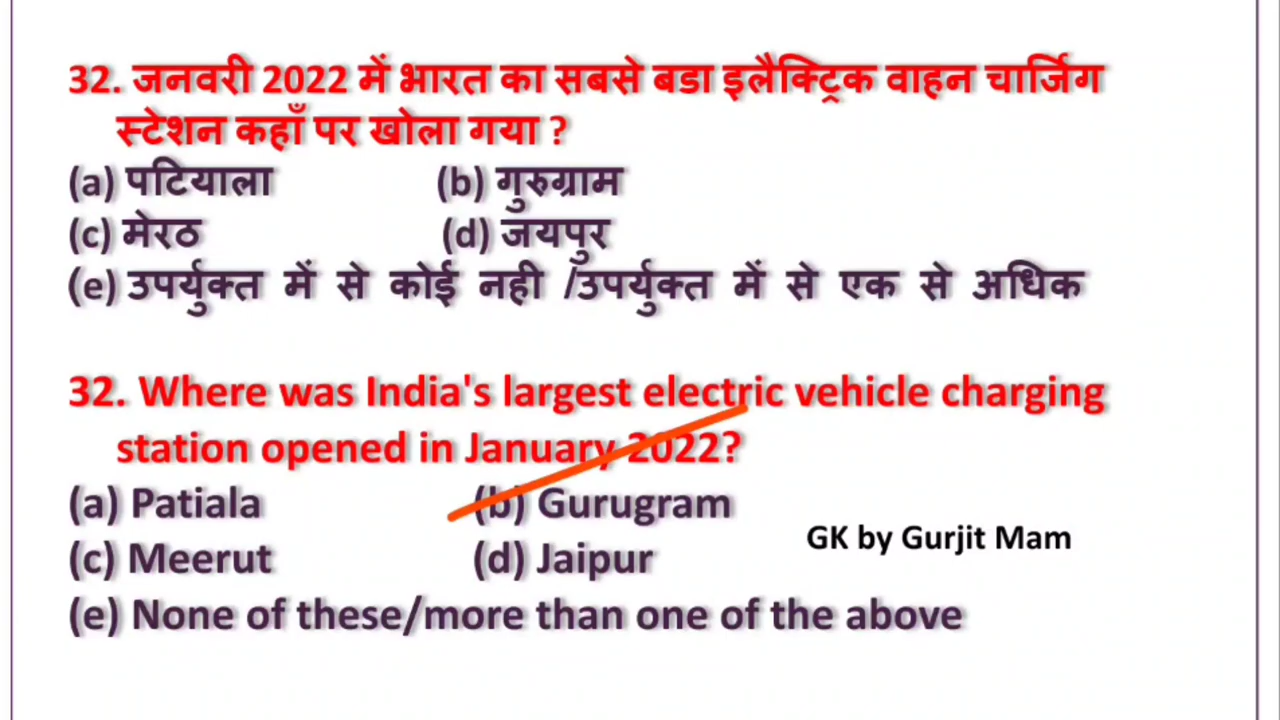 32. जनवरी 2022 में भारत का सबसे बडा इलैक्ट्रिक वाहन चार्जिग
स्टेशन कहाँ पर खोला गया ?
(a) पटियाला (b) गुरुग्राम
(c) मेरठ (d) जयपुर
(e) उपर्युक्त में से कोई नही /उपर्युक्त में से एक से अधिक
32. Where was India's largest electric vehicle charging
station opened in January 2022?
(a) Patiala (b) Gurugram
GK by Gurjit Mam
(c) Meerut (d) Jaipur
(e) None of these/more than one of the above